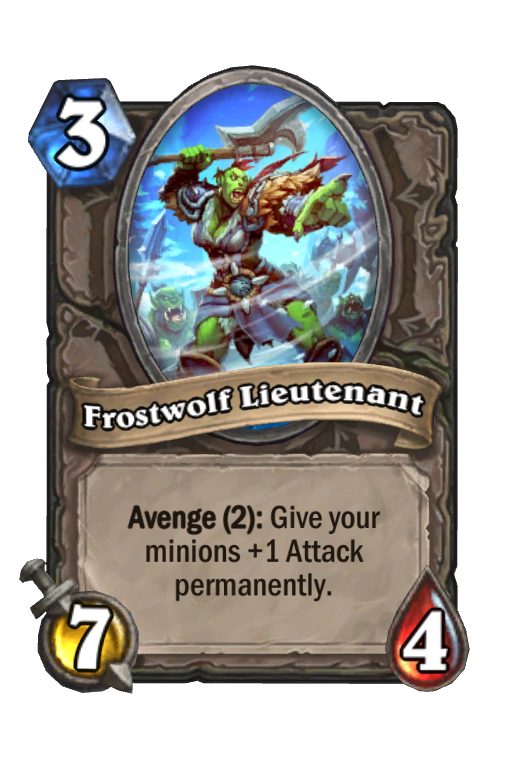 3
Frostwolf Lieutenant
Avenge (2): Give your
minions +1 Attack
permanently.
7
4